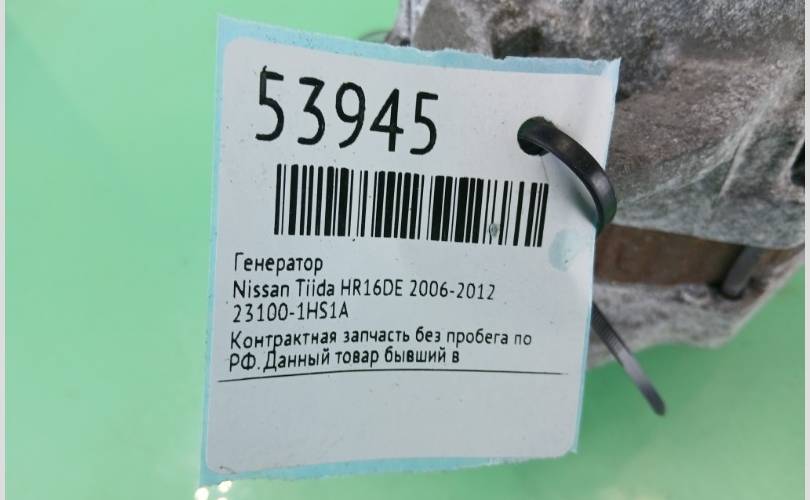 53945
Генератор
Nissan Tiida HR16DE 2006-2012
23100-1HS1A
Контрактная запчасть без пробега по
РФ. Данный товар бывший в